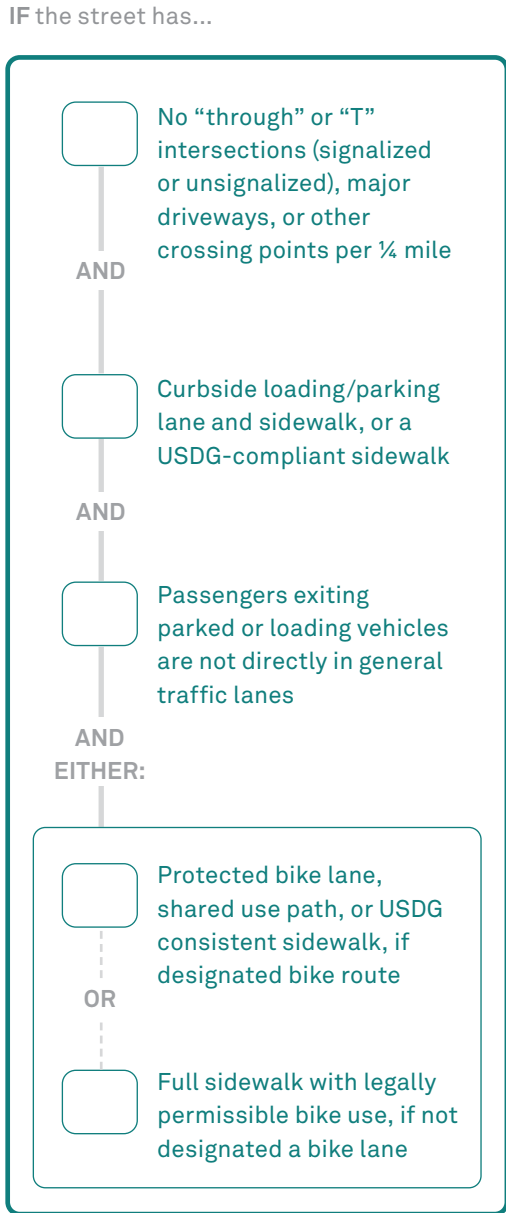 IF the street has...
No “through” or “T”
intersections (signalized
or unsignalized), major
driveways, or other
crossing points per ¼ mile
AND
Curbside loading/parking
lane and sidewalk, or a
USDG-compliant sidewalk
AND
Passengers exiting
parked or loading vehicles
are not directly in general
traffic lanes
AND
EITHER:
Protected bike lane,
shared use path, or USDG
consistent sidewalk, if
designated bike route
OR
Full sidewalk with legally
permissible bike use, if not
designated a bike lane